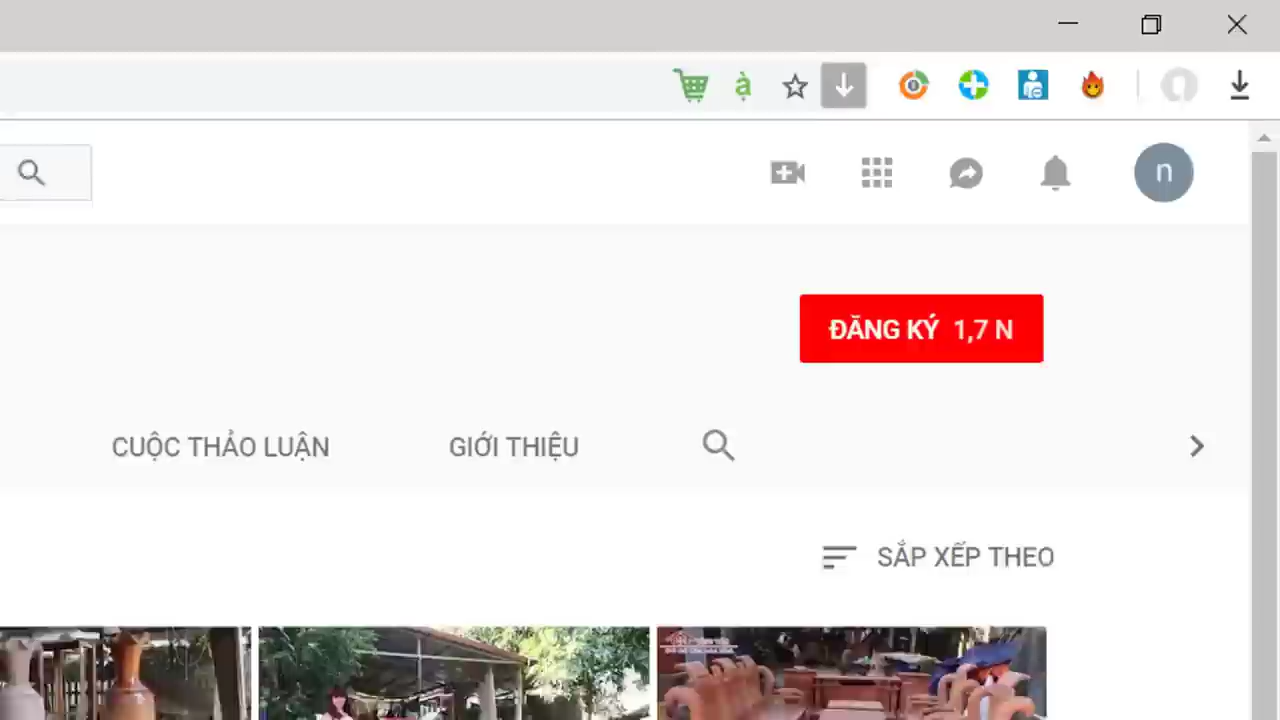 à
n
ĐĂNG KÝ 1,7 N
CUỘC THẢO LUẬN GIỚI THIỆU
SẮP XẾP THEO